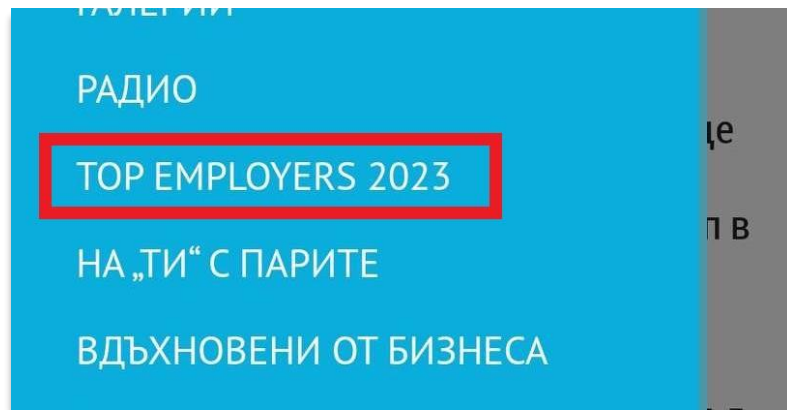 РАДИО
TOP EMPLOYERS 2023
НА „ТИ“ С ПАРИТЕ
ВДЪХНОВЕНИ ОТ БИЗНЕСА
п в